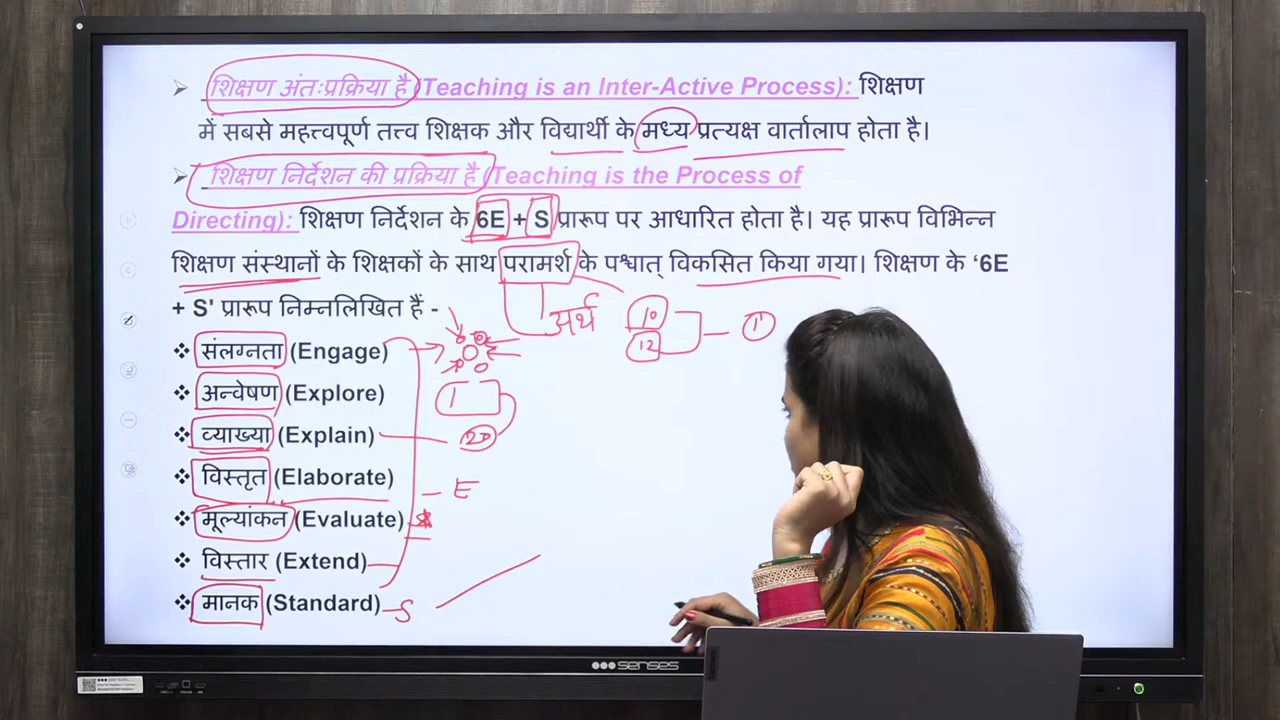 ➢ शिक्षण अंतःप्रक्रिया है (Teaching is an Inter-Active Process): शिक्षण
में सबसे महत्त्वपूर्ण तत्त्व शिक्षक और विद्यार्थी के मध्य प्रत्यक्ष वार्तालाप होता है।
➢ शिक्षण निर्देशन की प्रक्रिया है (Teaching is the Process of
Directing): शिक्षण निर्देशन के 6E + S प्रारूप पर आधारित होता है। यह प्रारूप विभिन्न
शिक्षण संस्थानों के शिक्षकों के साथ परामर्श के पश्चात् विकसित किया गया। शिक्षण के ‘6E
+ S' प्रारूप निम्नलिखित हैं -
अर्थ
10
12
1
❖ संलग्नता (Engage)
❖ अन्वेषण (Explore)
❖ व्याख्या (Explain)
20
❖ विस्तृत (Elaborate)
E
❖ मूल्यांकन (Evaluate)
❖ विस्तार (Extend)
❖ मानक (Standard)
S
senses